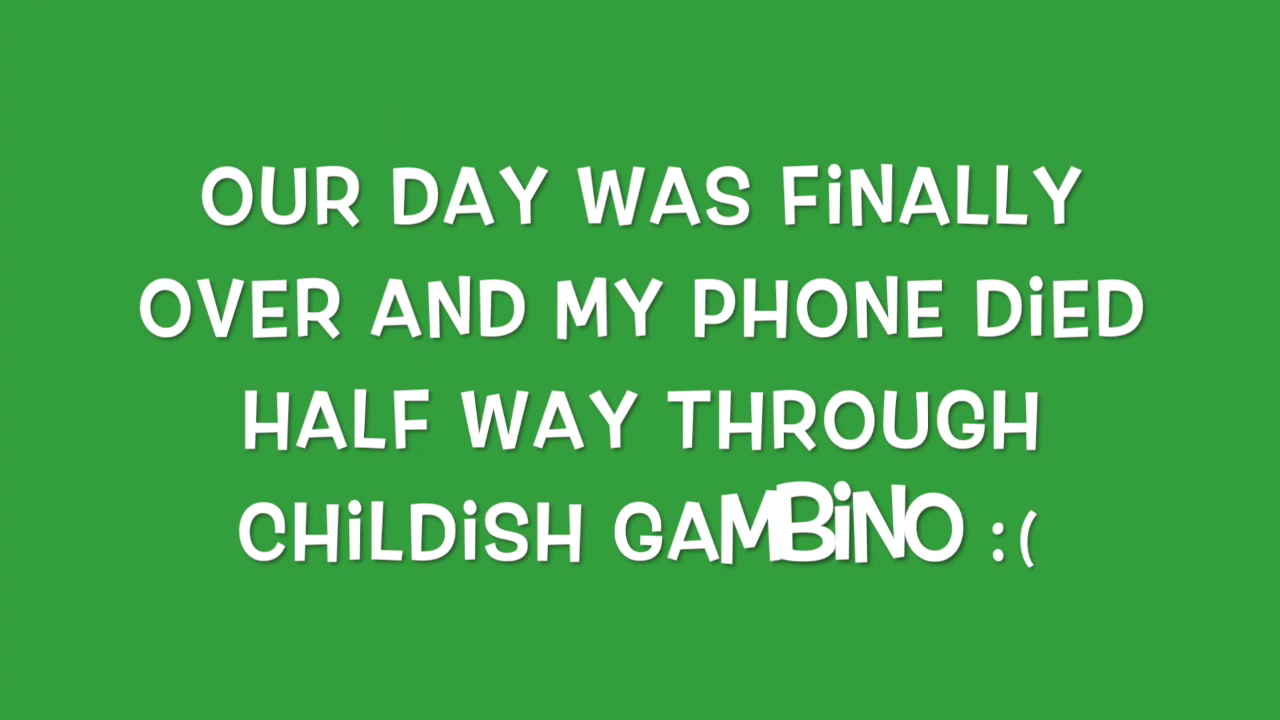 OUR DAY WAS FiNALLY
OVER AND MY PHONE DiED
HALF WAY THROUGH
CHiLDiSH GAMBiNO :(